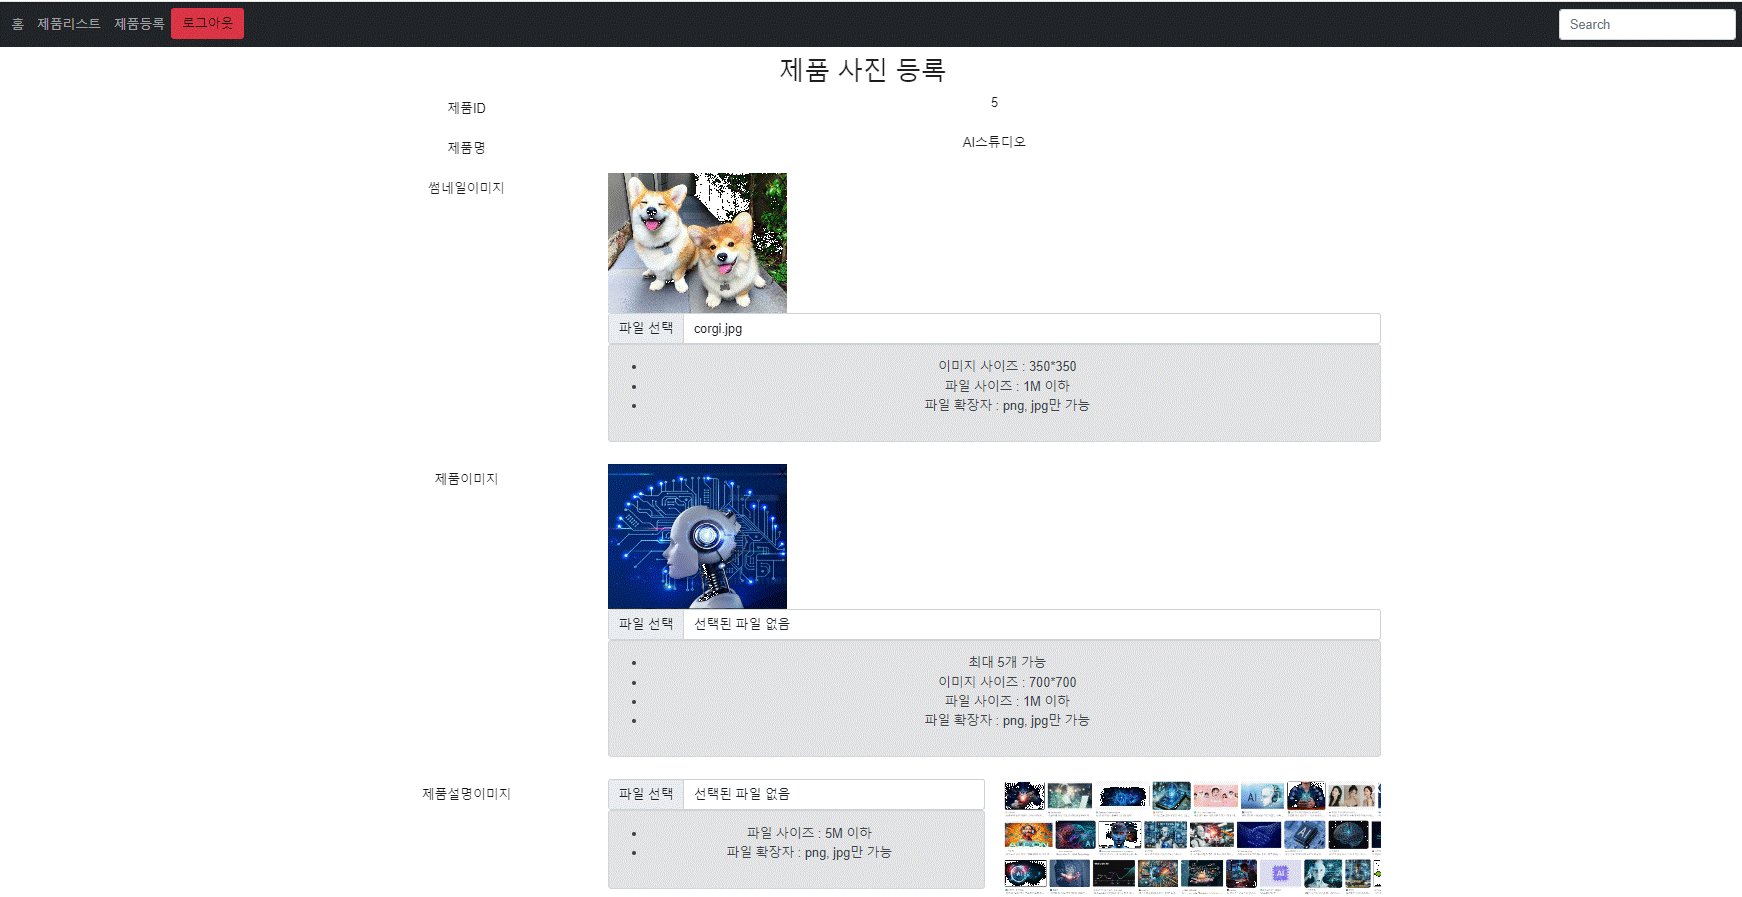 홈 제품리스트 제품등록 로그아웃 Search
제품 사진 등록
제품ID 5
제품명 AI스튜디오
썸네일이미지
파일 선택 corgi.jpg
이미지 사이즈 : 350*350
파일 사이즈 : 1M 이하
파일 확장자 : png, jpg만 가능
제품이미지
파일 선택 선택된 파일 없음
최대 5개 가능
이미지 사이즈 : 700*700
파일 사이즈 : 1M 이하
파일 확장자 : png, jpg만 가능
제품설명이미지 파일 선택 선택된 파일 없음
파일 사이즈 : 5M 이하
파일 확장자 : png, jpg만 가능
AI
AI
AI
AI